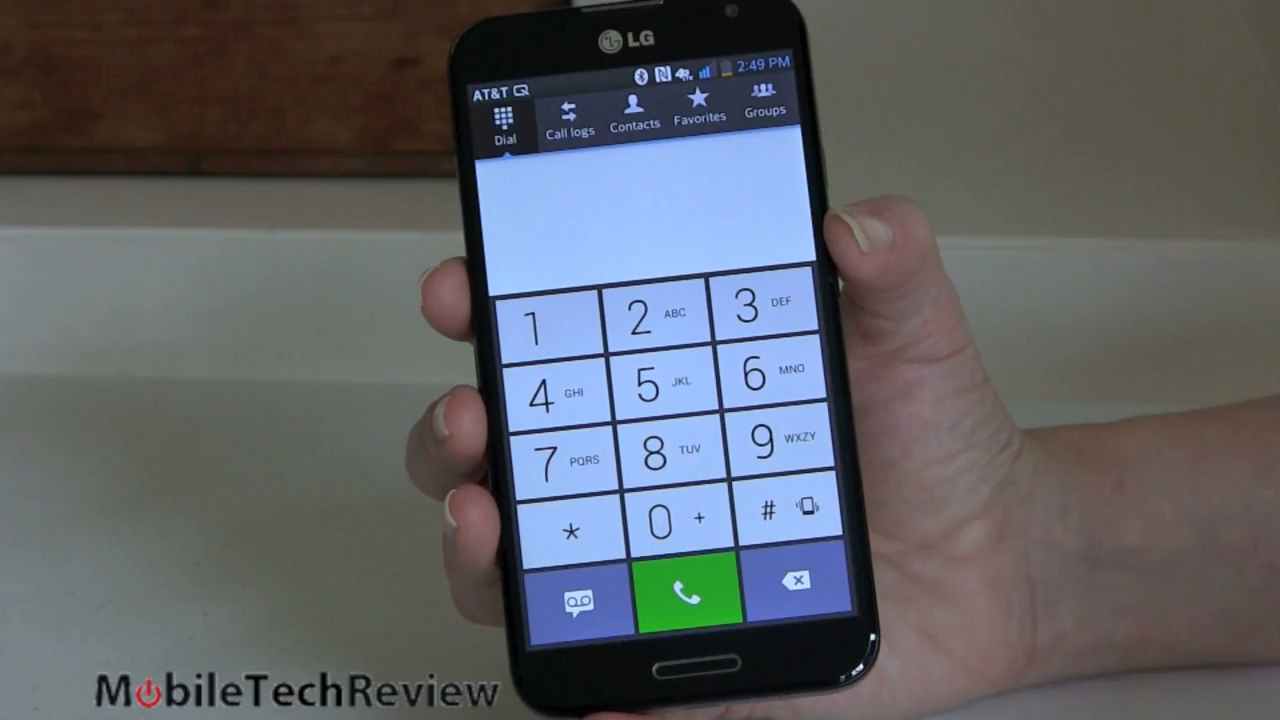 LG
AT&T 2:49 PM
Dial Call logs Contacts Favorites Groups
1 2 ABC 3 DEF
4 GHI 5 JKL 6 MNO
7 PQRS 8 TUV 9 WXZY
* 0 + #
MobileTechReview